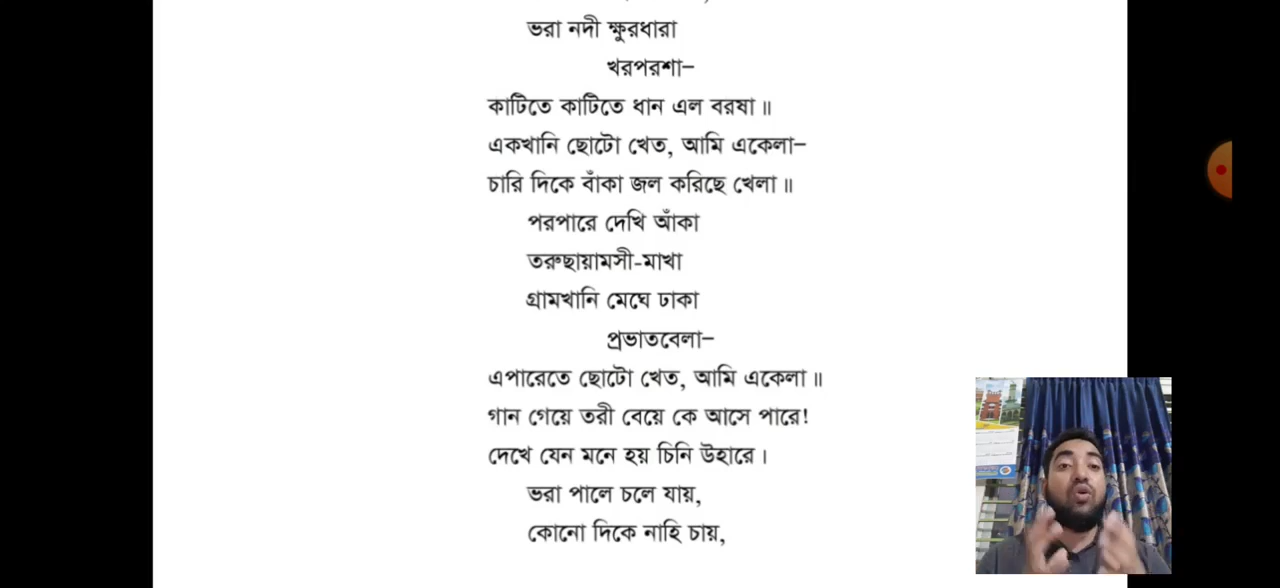 ভরা নদী ক্ষুরধারা
খরপরশা–
কাটিতে কাটিতে ধান এল বরষা॥
একখানি ছোটো খেত, আমি একেলা–
চারি দিকে বাঁকা জল করিছে খেলা॥
পরপারে দেখি আঁকা
তরুছায়ামসী-মাখা
গ্রামখানি মেঘে ঢাকা
প্রভাতবেলা–
এপারেতে ছোটো খেত, আমি একেলা॥
গান গেয়ে তরী বেয়ে কে আসে পারে!
দেখে যেন মনে হয় চিনি উহারে।
ভরা পালে চলে যায়,
কোনো দিকে নাহি চায়,